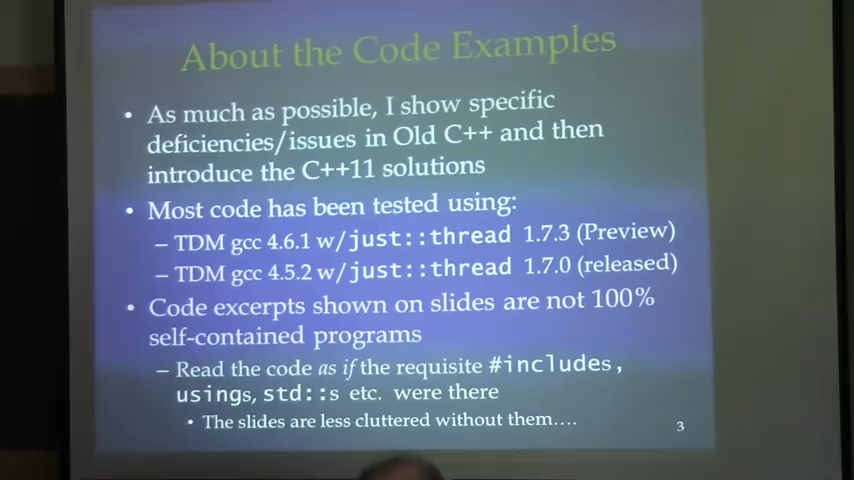 About the Code Examples
• As much as possible, I show specific
deficiencies/issues in Old C++ and then
introduce the C++11 solutions
• Most code has been tested using:
– TDM gcc 4.6.1 w/just::thread 1.7.3 (Preview)
– TDM gcc 4.5.2 w/just::thread 1.7.0 (released)
• Code excerpts shown on slides are not 100%
self-contained programs
– Read the code as if the requisite #includes,
usings, std::s etc. were there
• The slides are less cluttered without them....
3